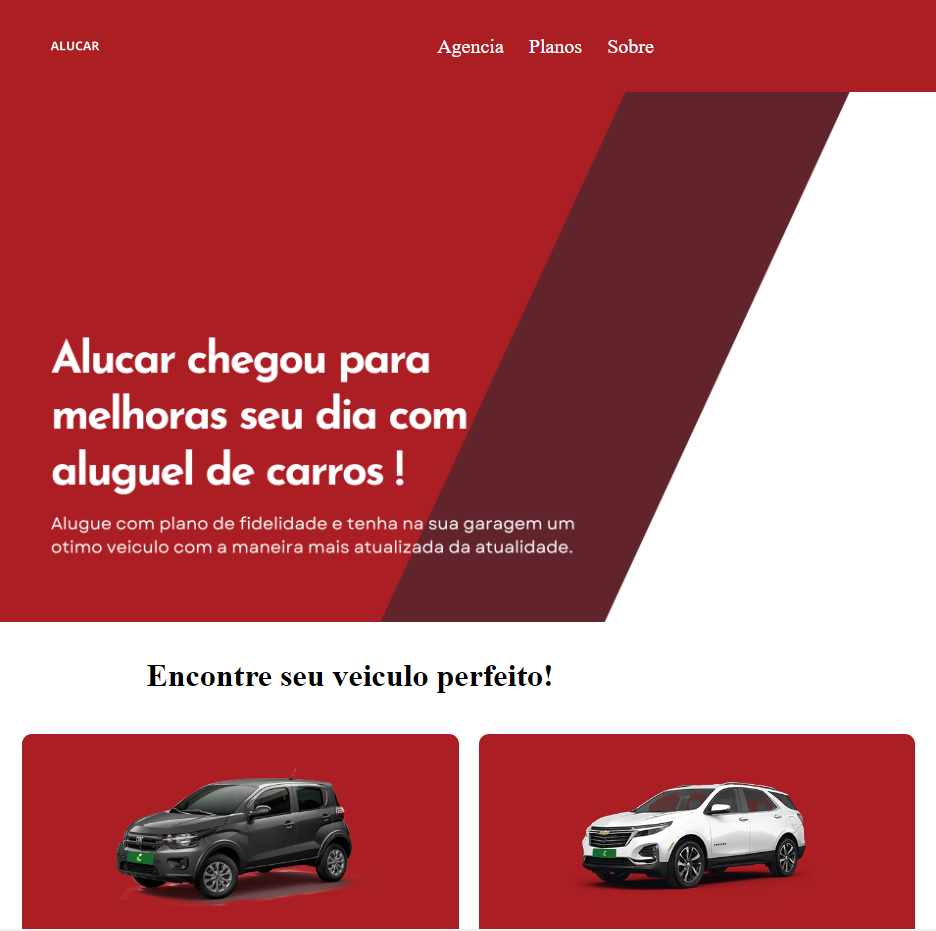 ALUCAR
Agencia Planos Sobre
Alucar chegou para
melhoras seu dia com
aluguel de carros !
Alugue com plano de fidelidade e tenha na sua garagem um
otimo veiculo com a maneira mais atualizada da atualidade.
Encontre seu veiculo perfeito!